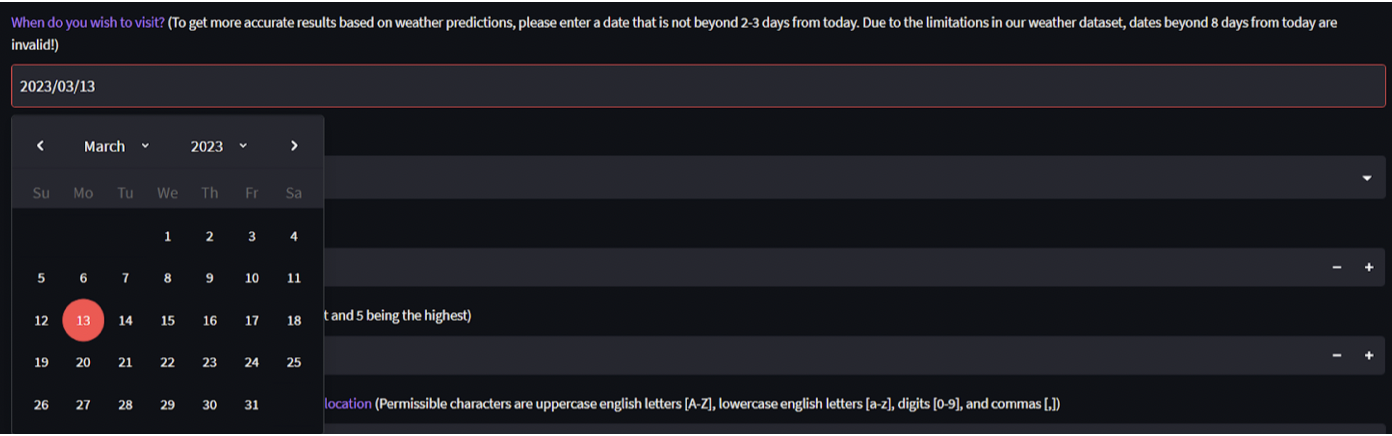 When do you wish to visit? (To get more accurate results based on weather predictions, please enter a date that is not beyond 2-3 days from today. Due to the limitations in our weather dataset, dates beyond 8 days from today are
invalid!)
2023/03/13
March 2023
Su Mo Tu We Th Fr Sa
1 2 3 4
5 6 7 8 9 10 11
12 13 14 15 16 17 18
t and 5 being the highest)
19 20 21 22 23 24 25
26 27 28 29 30 31
location (Permissible characters are uppercase english letters [A-Z], lowercase english letters [a-z], digits [0-9], and commas [,])